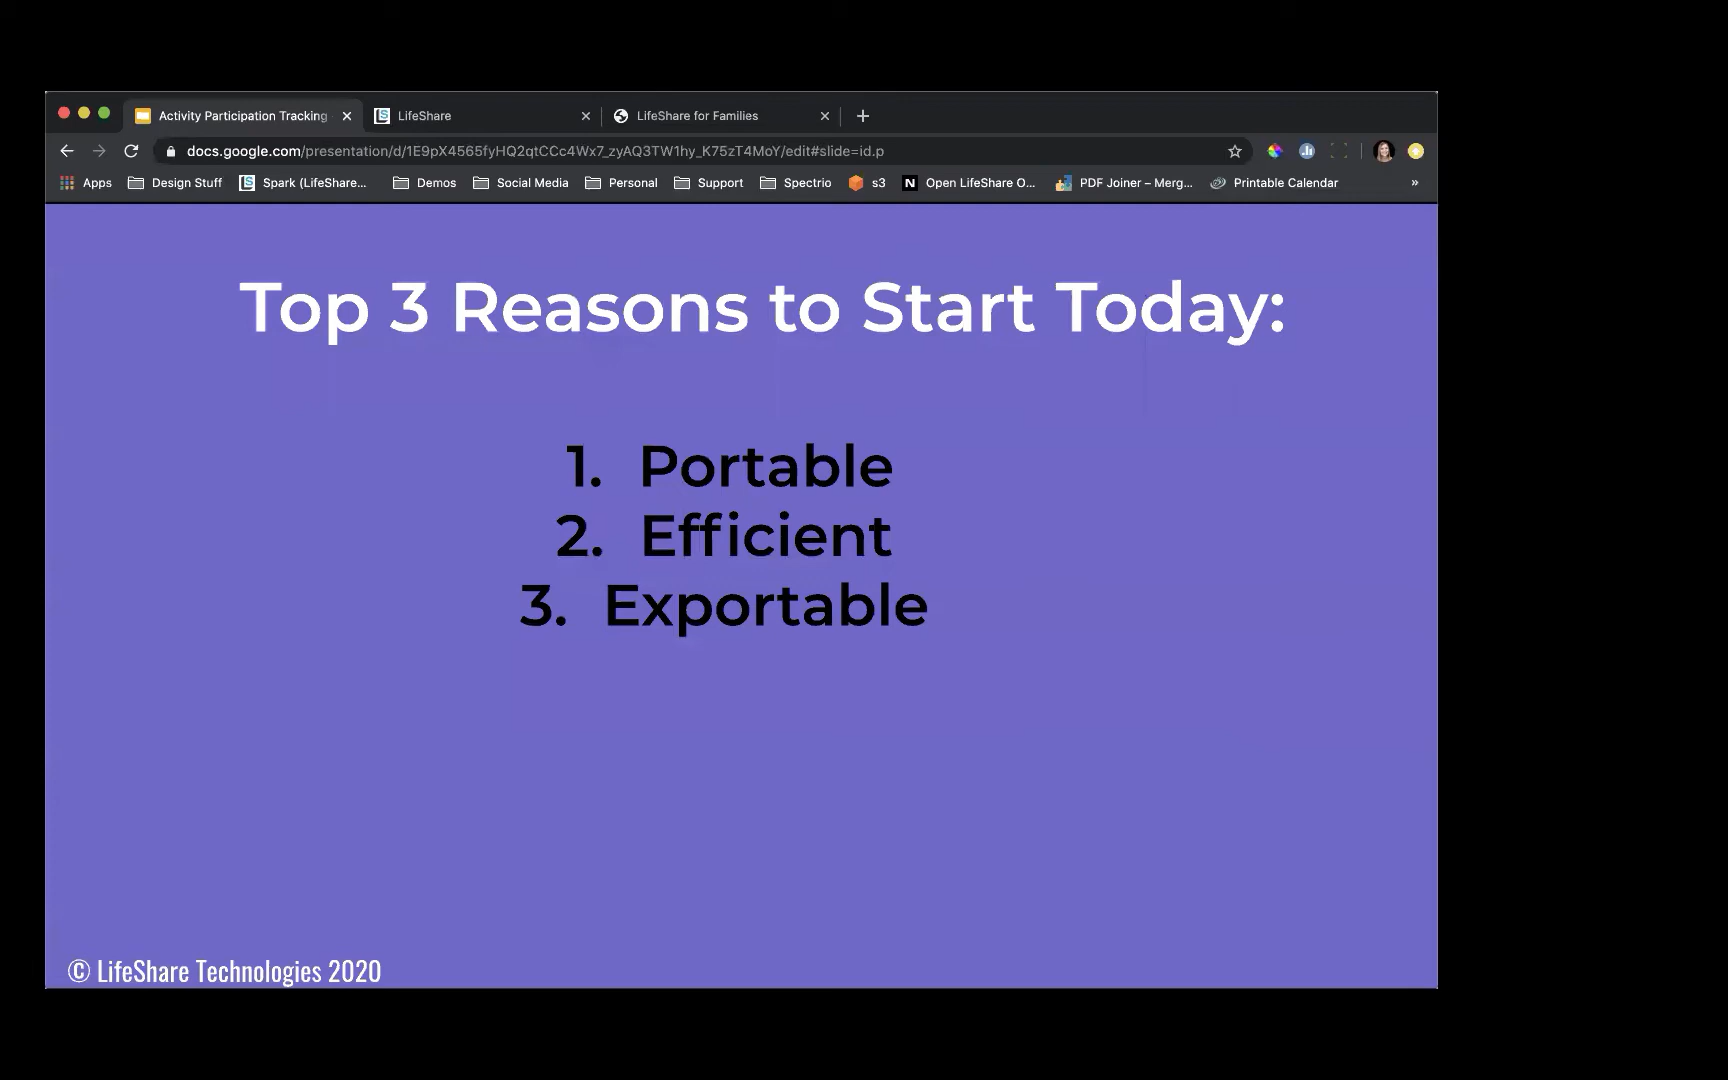 Activity Participation Tracking
LifeShare
LifeShare for Families
docs.google.com/presentation/d/1E9pX4565fyHQ2qtCCc4Wx7_zyAQ3TW1hy_K75zT4MoY/edit#slide=id.p
Apps Design Stuff Spark (LifeShare... Demos Social Media Personal Support Spectrio s3 Open LifeShare O... PDF Joiner – Merg... Printable Calendar »
Top 3 Reasons to Start Today:
1. Portable
2. Efficient
3. Exportable
© LifeShare Technologies 2020